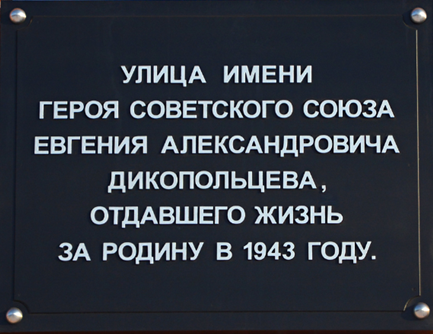 УЛИЦА ИМЕНИ
ГЕРОЯ СОВЕТСКОГО СОЮЗА
ЕВГЕНИЯ АЛЕКСАНДРОВИЧА
ДИКОПОЛЬЦЕВА,
ОТДАВШЕГО ЖИЗНЬ
ЗА РОДИНУ В 1943 ГОДУ.